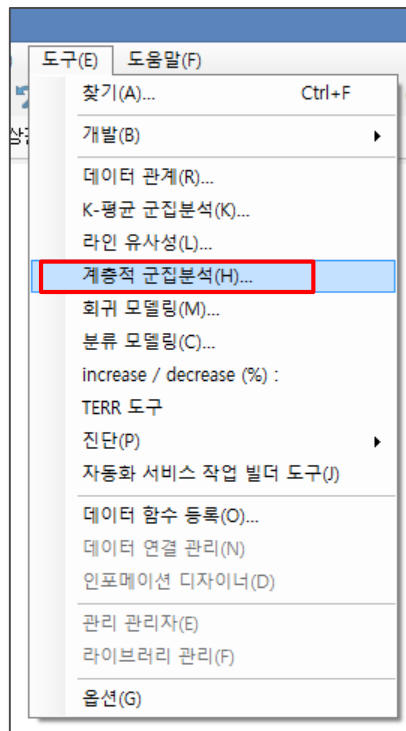 도구(E) 도움말(F)
찾기(A)... Ctrl+F
개발(B)
데이터 관계(R)...
K-평균 군집분석(K)...
라인 유사성(L)...
계층적 군집분석(H)...
회귀 모델링(M)...
분류 모델링(C)...
increase / decrease (%) :
TERR 도구
진단(P)
자동화 서비스 작업 빌더 도구(J)
데이터 함수 등록(O)...
데이터 연결 관리(N)
인포메이션 디자이너(D)
관리 관리자(E)
라이브러리 관리(F)
옵션(G)